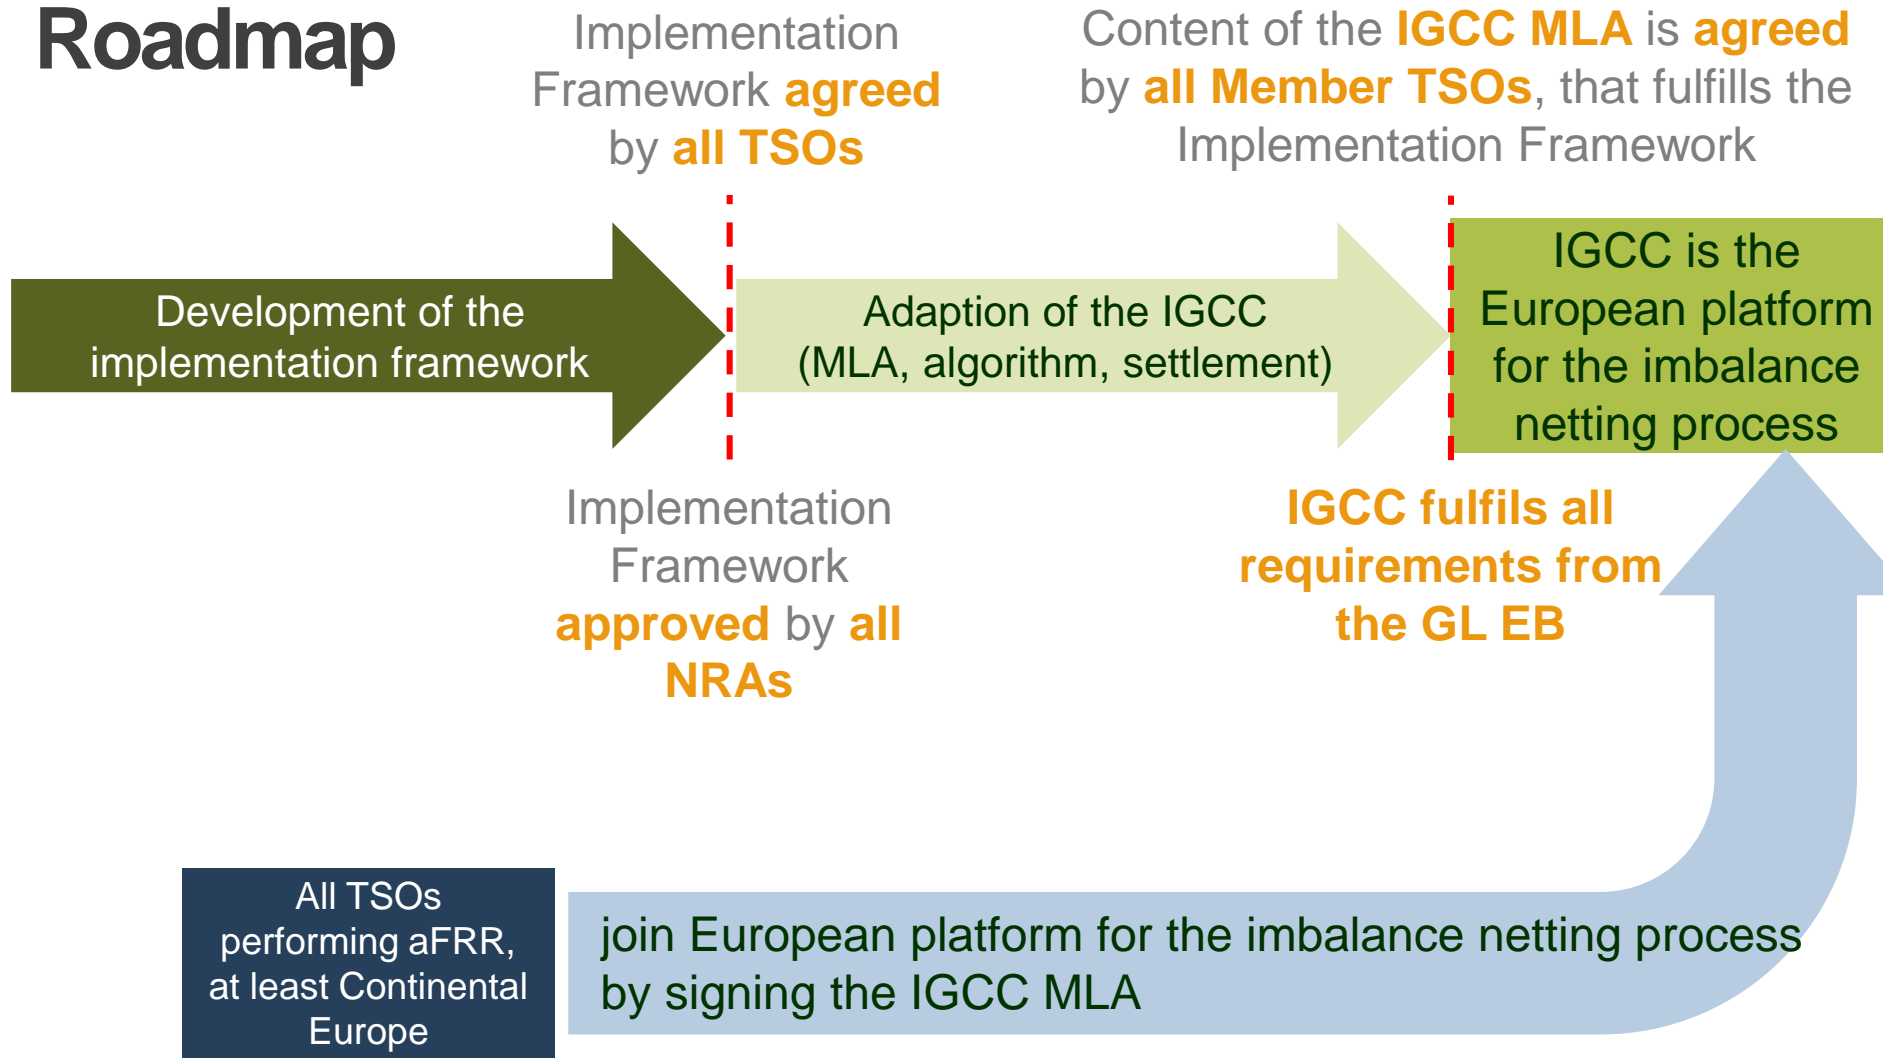 Roadmap
Implementation
Framework agreed
by all TSOs
Content of the IGCC MLA is agreed
by all Member TSOs, that fulfills the
Implementation Framework
Development of the
implementation framework
Adaption of the IGCC
(MLA, algorithm, settlement)
IGCC is the
European platform
for the imbalance
netting process
Implementation
Framework
approved by all
NRAs
IGCC fulfils all
requirements from
the GL EB
All TSOs
performing aFRR,
at least Continental
Europe
join European platform for the imbalance netting process
by signing the IGCC MLA